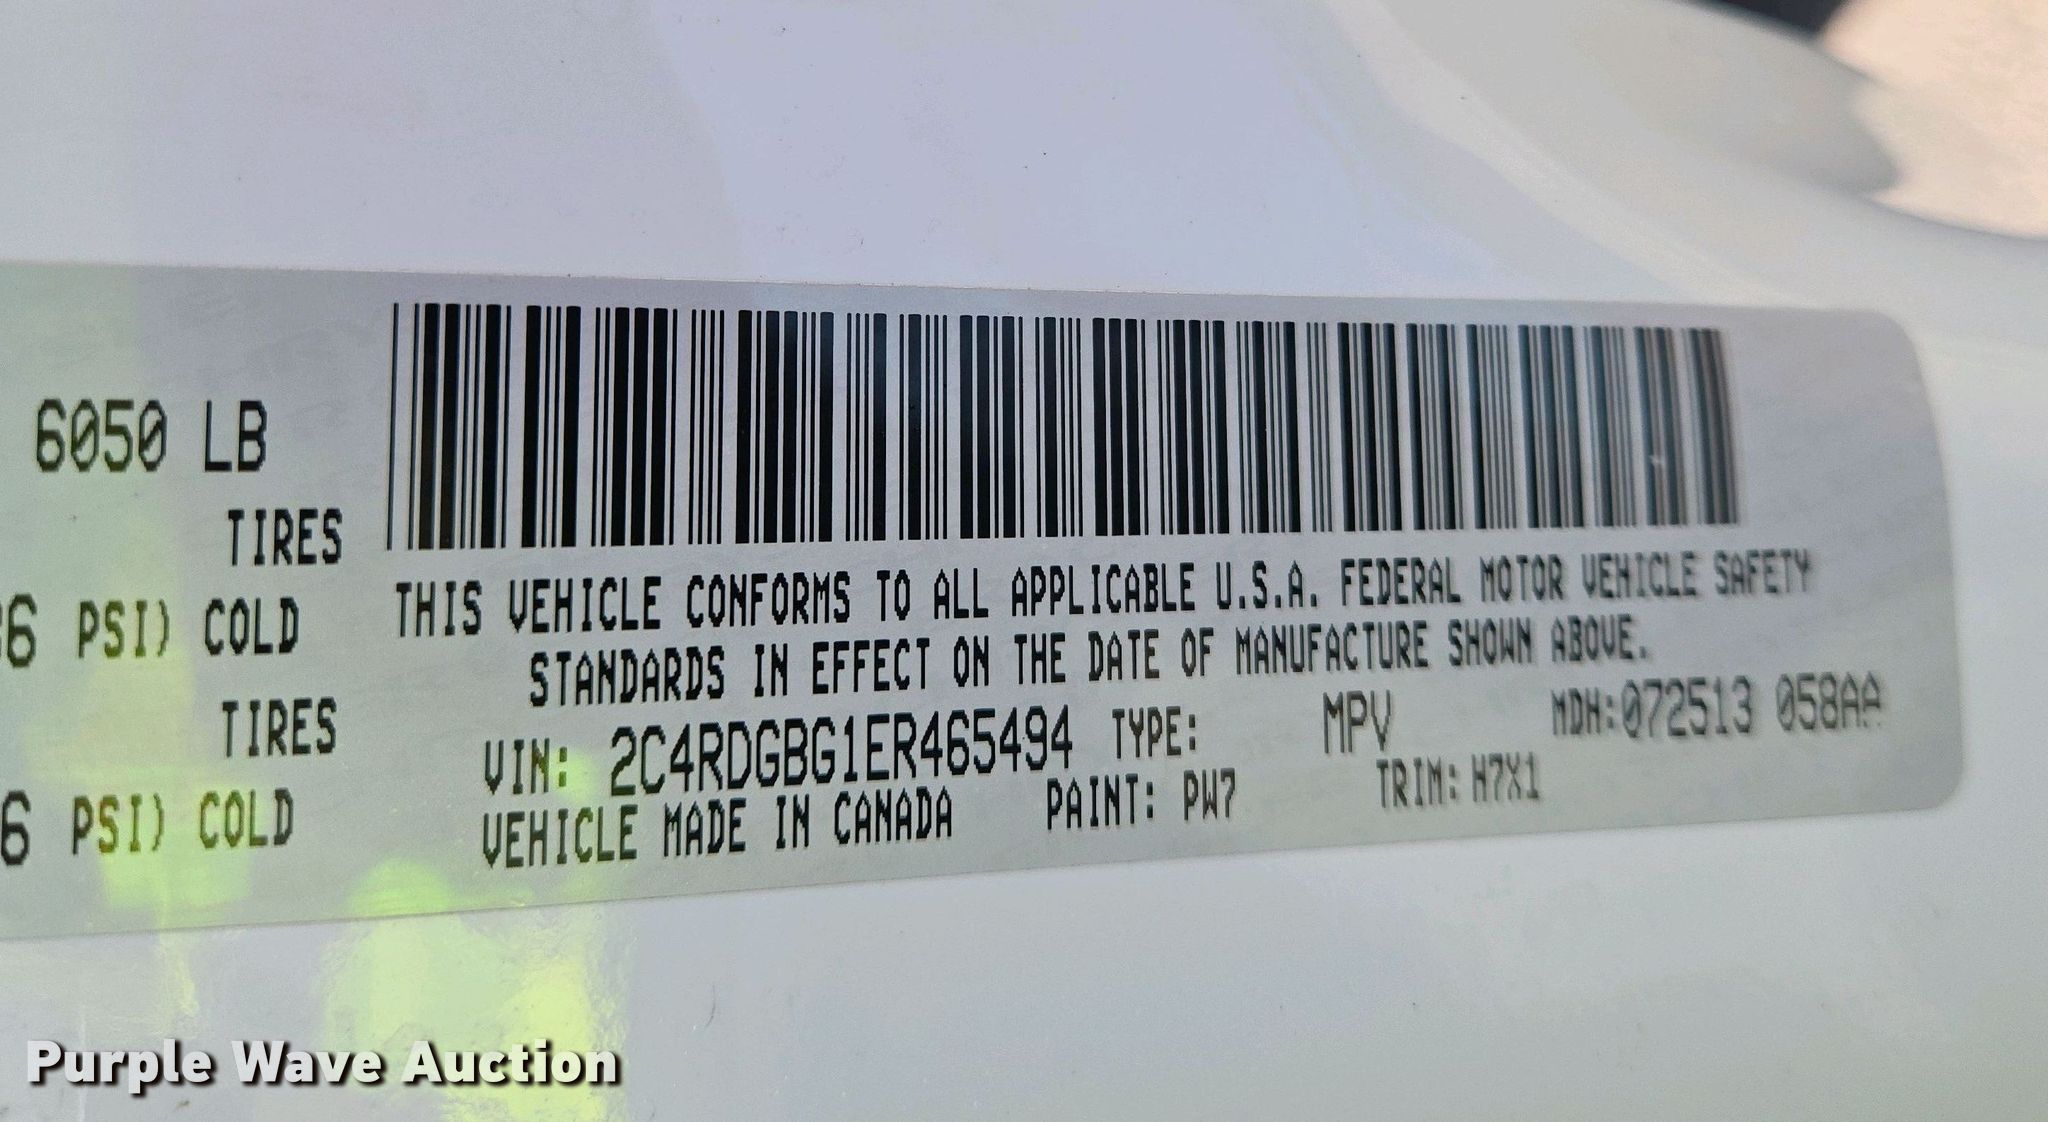 6050 LB
TIRES
6 PSI) COLD
TIRES
6 PSI) COLD
THIS VEHICLE CONFORMS TO ALL APPLICABLE U.S.A. FEDERAL MOTOR VEHICLE SAFETY
STANDARDS IN EFFECT ON THE DATE OF MANUFACTURE SHOWN ABOVE.
VIN: 2C4RDGBG1ER465494 TYPE: MPV MDH:072513 058AA
VEHICLE MADE IN CANADA PAINT: PW7 TRIM: H7X1
Purple Wave Auction